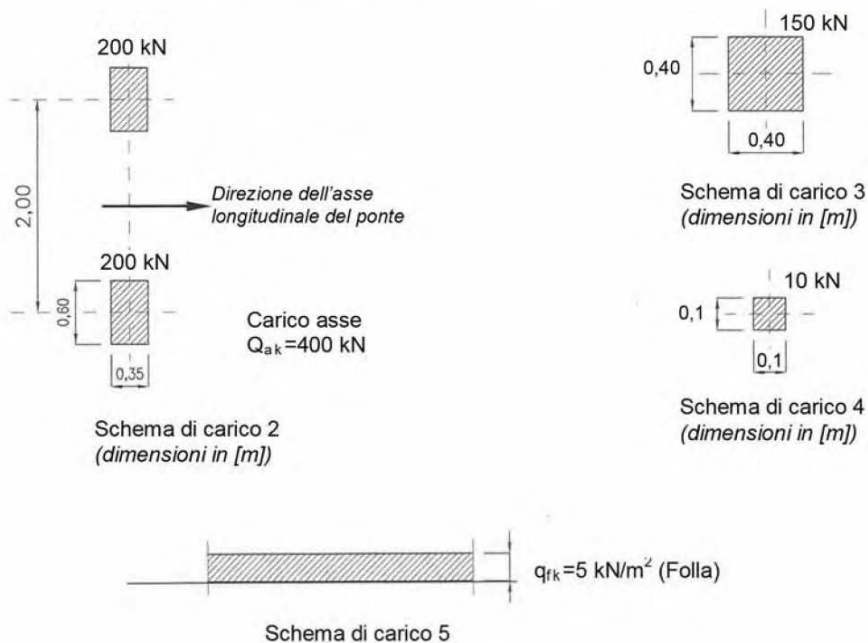 200 kN
2,00
Direzione dell'asse
longitudinale del ponte
200 kN
0,60
0,35
Carico asse
Qak=400 kN
Schema di carico 2
(dimensioni in [m])
150 kN
0,40
0,40
Schema di carico 3
(dimensioni in [m])
10 kN
0,1
0,1
Schema di carico 4
(dimensioni in [m])
qfk=5 kN/m² (Folla)
Schema di carico 5